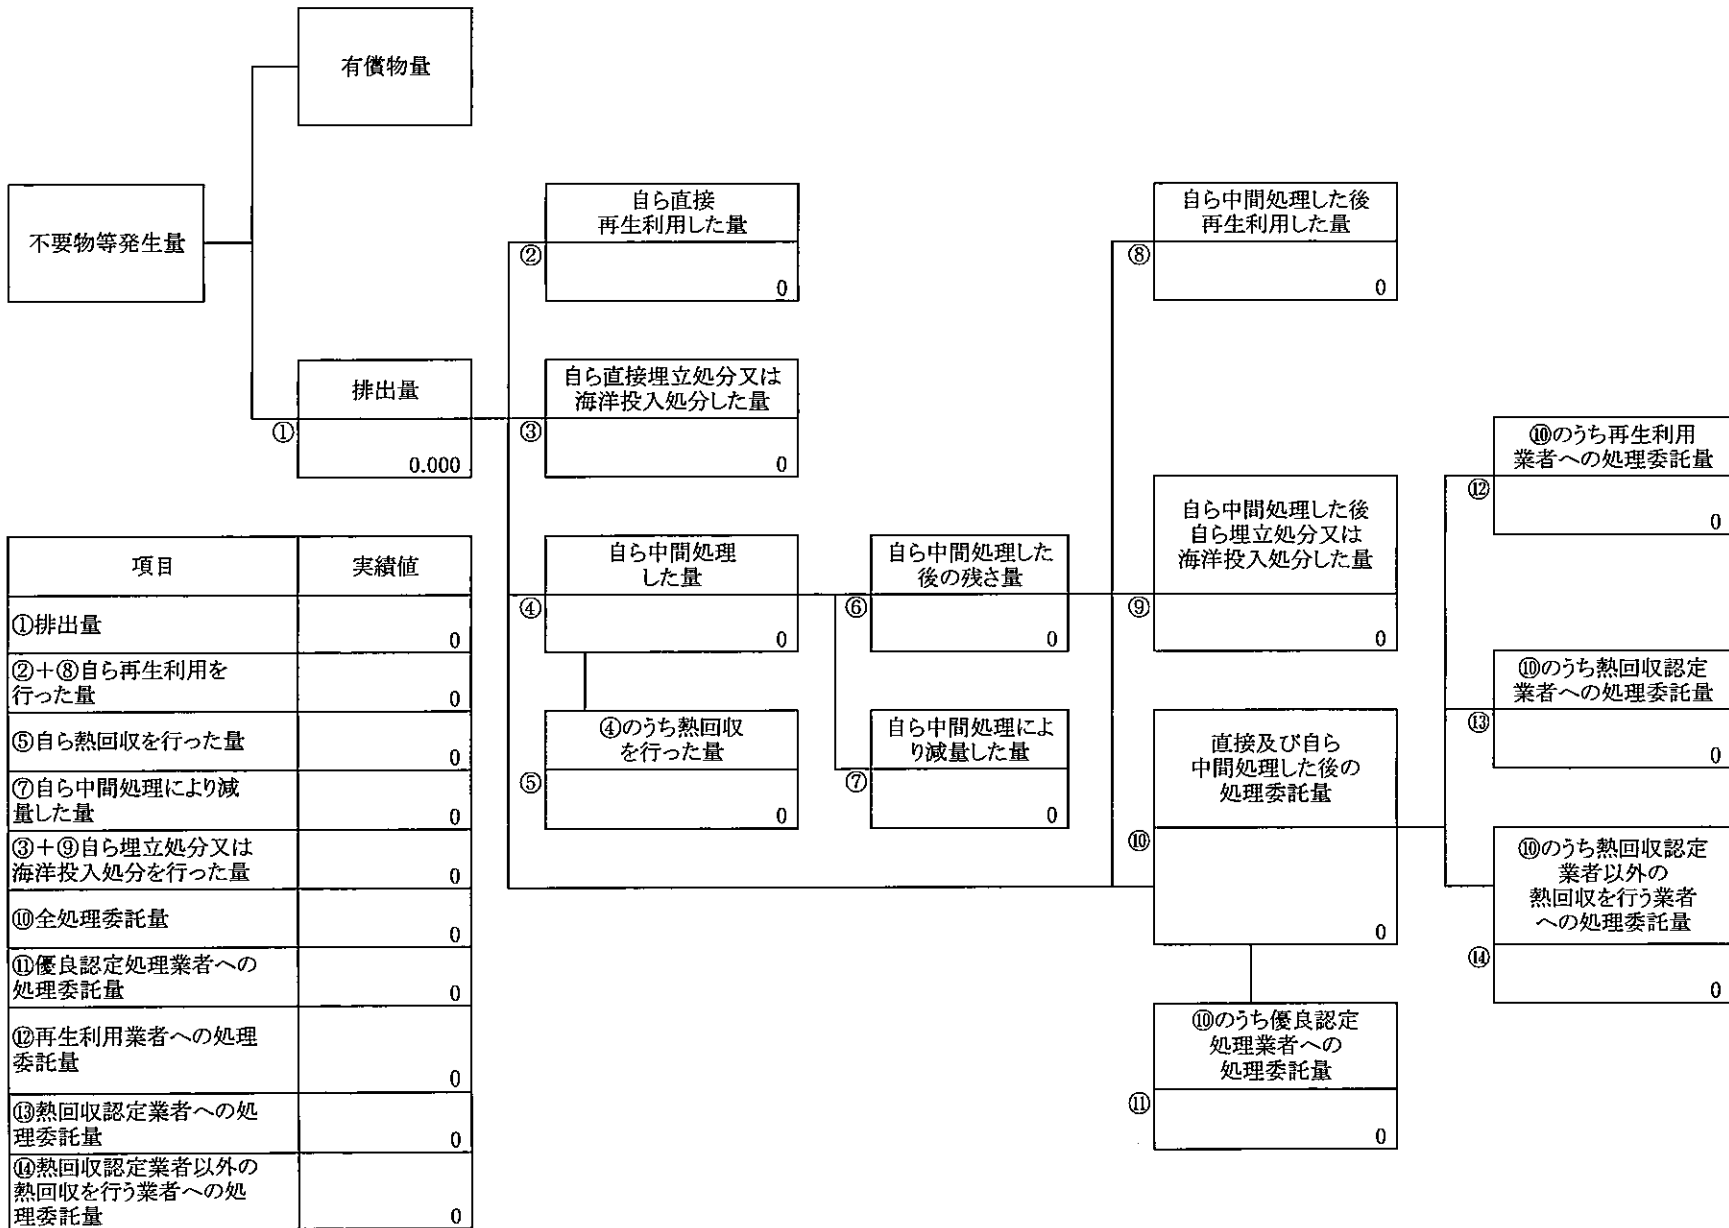 有償物量
不要物等発生量
排出量
①
0.000
自ら直接
再生利用した量
②
0
自ら直接埋立処分又は
海洋投入処分した量
③
0
自ら中間処理
した量
④
0
④のうち熱回収
を行った量
⑤
0
自ら中間処理した
後の残さ量
⑥
0
自ら中間処理によ
り減量した量
⑦
0
自ら中間処理した後
再生利用した量
⑧
0
自ら中間処理した後
自ら埋立処分又は
海洋投入処分した量
⑨
0
直接及び自ら
中間処理した後の
処理委託量
⑩
0
⑩のうち優良認定
処理業者への
処理委託量
⑪
0
⑩のうち再生利用
業者への処理委託量
⑫
0
⑩のうち熱回収認定
業者への処理委託量
⑬
0
⑩のうち熱回収認定
業者以外の
熱回収を行う業者
への処理委託量
⑭
0
項目 実績値
①排出量
0
②+⑧自ら再生利用を
行った量 0
⑤自ら熱回収を行った量
0
⑦自ら中間処理により減
量した量 0
③+⑨自ら埋立処分又は
海洋投入処分を行った量 0
⑩全処理委託量
0
⑪優良認定処理業者への
処理委託量 0
⑫再生利用業者への処理
委託量
0
⑬熱回収認定業者への処
理委託量 0
⑭熱回収認定業者以外の
熱回収を行う業者への処
理委託量 0